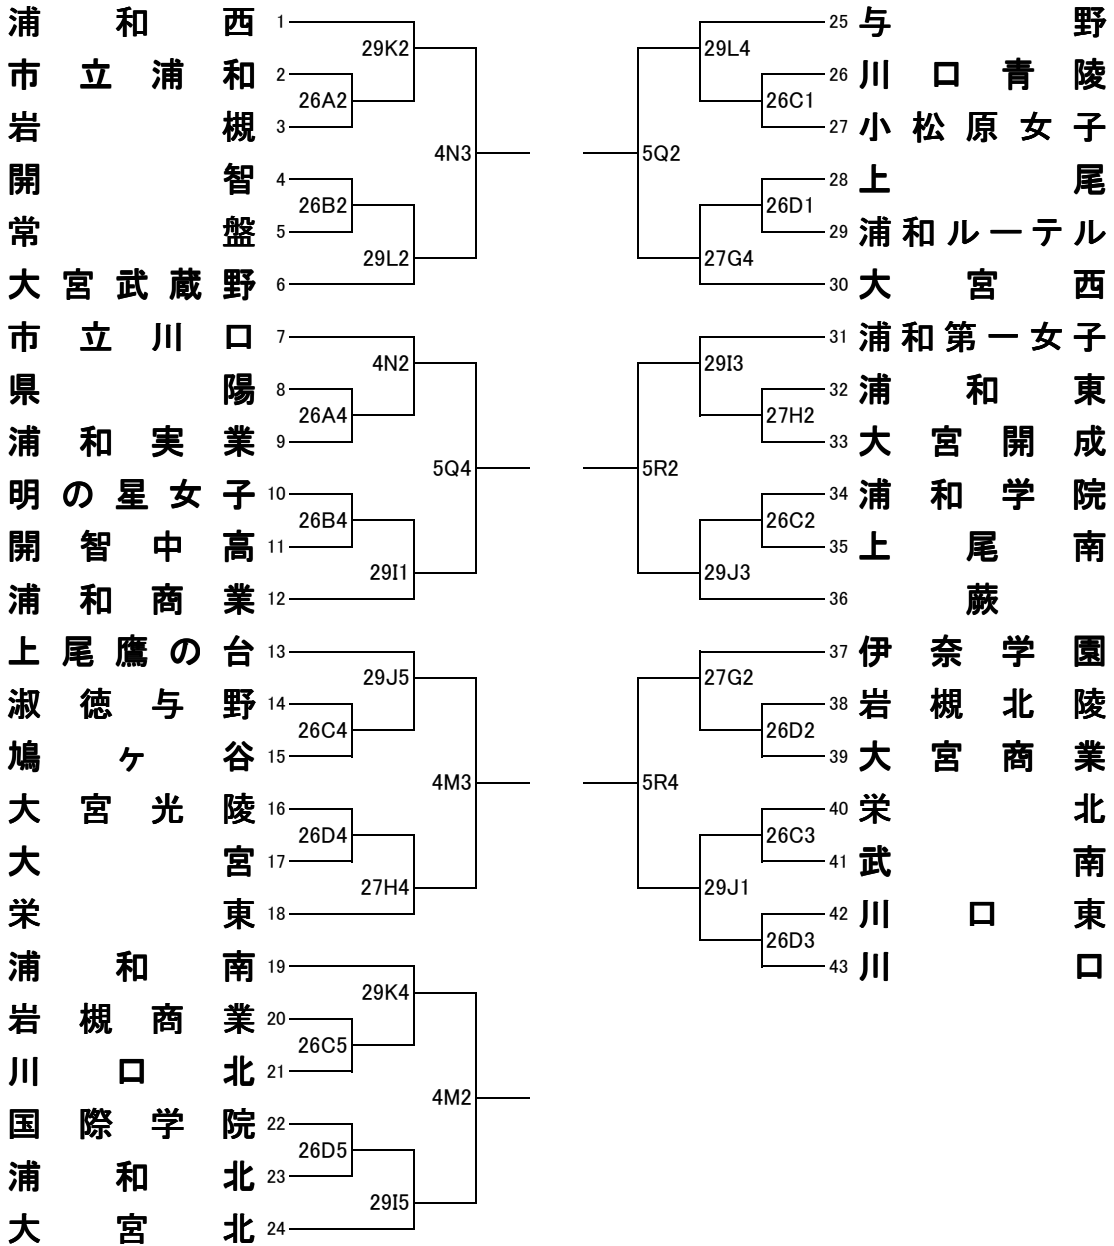 浦和西 1
29K2
市立浦和 2
26A2
岩槻 3
4N3
開智 4
26B2
常盤 5
29L2
大宮武蔵野 6
市立川口 7
4N2
県陽 8
26A4
浦和実業 9
5Q4
明の星女子 10
26B4
開智中高 11
29I1
浦和商業 12
上尾鷹の台 13
29J5
淑徳与野 14
26C4
鳩ヶ谷 15
4M3
大宮光陵 16
26D4
大宮 17
27H4
栄東 18
浦和南 19
29K4
岩槻商業 20
26C5
川口北 21
4M2
国際学院 22
26D5
浦和北 23
29I5
大宮北 24
25 与野
29L4
26 川口青陵
26C1
27 小松原女子
5Q2
28 上尾
26D1
29 浦和ルーテル
27G4
30 大宮西
31 浦和第一女子
29I3
32 浦和東
27H2
33 大宮開成
5R2
34 浦和学院
26C2
35 上尾南
29J3
36 蕨
37 伊奈学園
27G2
38 岩槻北陵
26D2
39 大宮商業
5R4
40 栄北
26C3
41 武南
29J1
42 川口東
26D3
43 川口